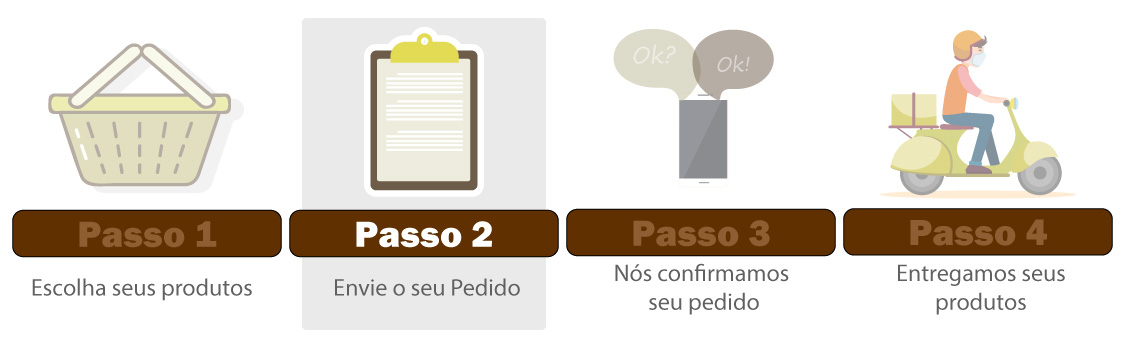 Ok?
Ok!
Passo 1
Passo 2
Passo 3
Passo 4
Escolha seus produtos
Envie o seu Pedido
Nós confirmamos
seu pedido
Entregamos seus
produtos